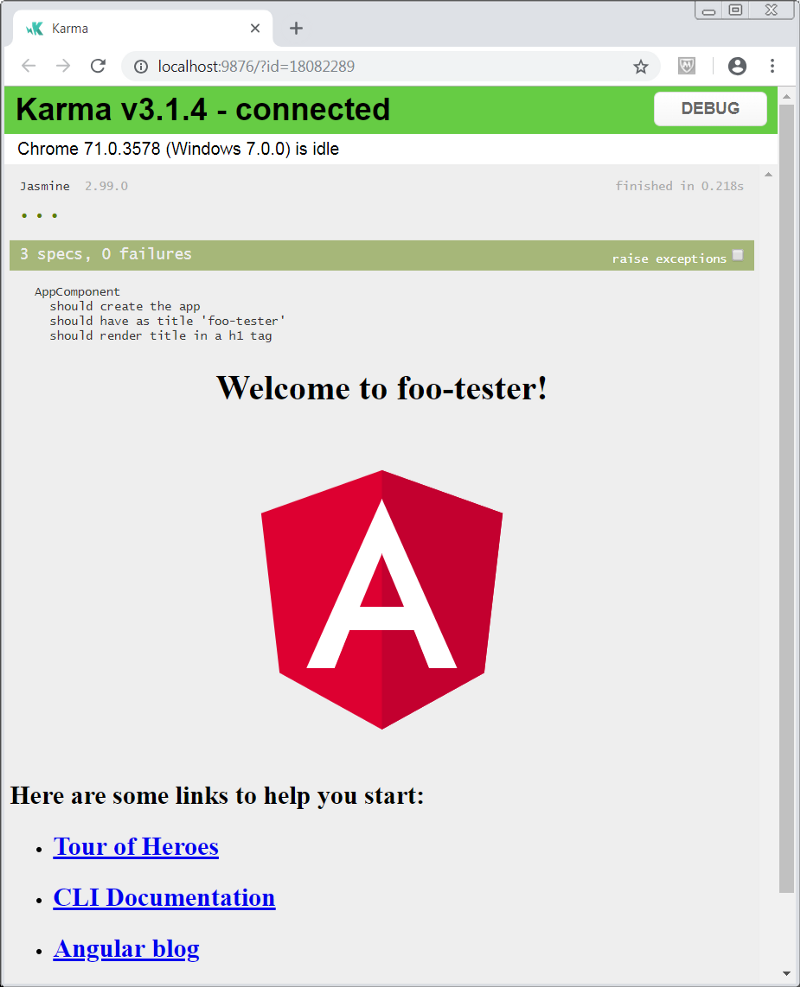 Karma
localhost:9876/?id=18082289
Karma v3.1.4 - connected
DEBUG
Chrome 71.0.3578 (Windows 7.0.0) is idle
Jasmine 2.99.0
finished in 0.218s
3 specs, 0 failures
raise exceptions
AppComponent
should create the app
should have as title 'foo-tester'
should render title in a h1 tag
Welcome to foo-tester!
A
Here are some links to help you start:
Tour of Heroes
CLI Documentation
Angular blog